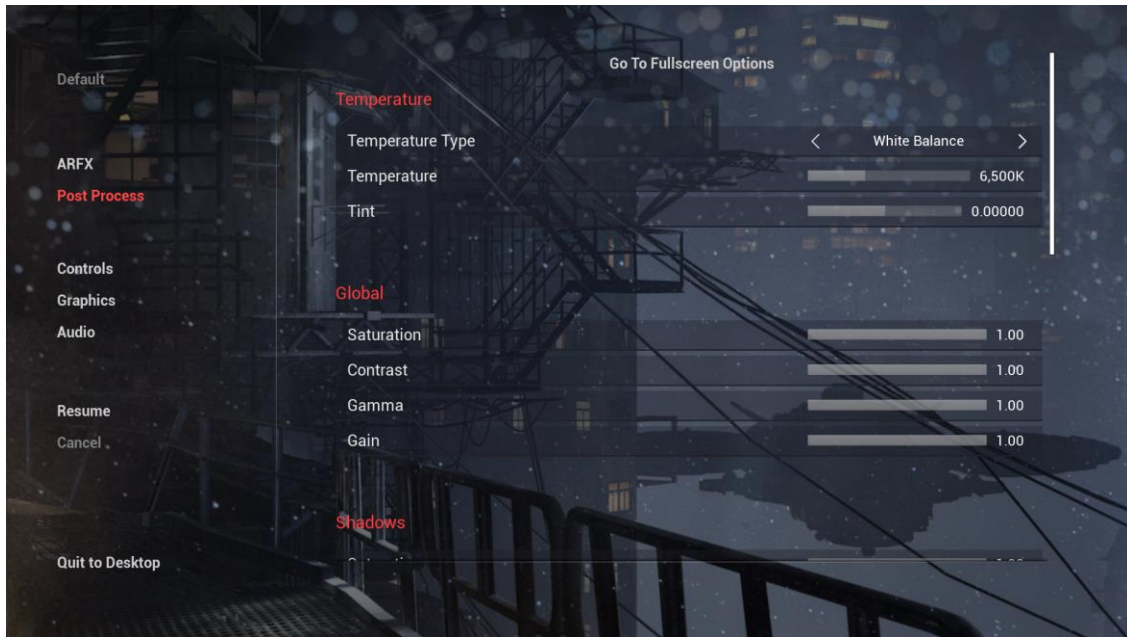 Go To Fullscreen Options
Default
ARFX
Post Process
Controls
Graphics
Audio
Resume
Cancel
Quit to Desktop
Temperature
Temperature Type < White Balance >
Temperature 6,500K
Tint 0.00000
Global
Saturation 1.00
Contrast 1.00
Gamma 1.00
Gain 1.00
Shadows